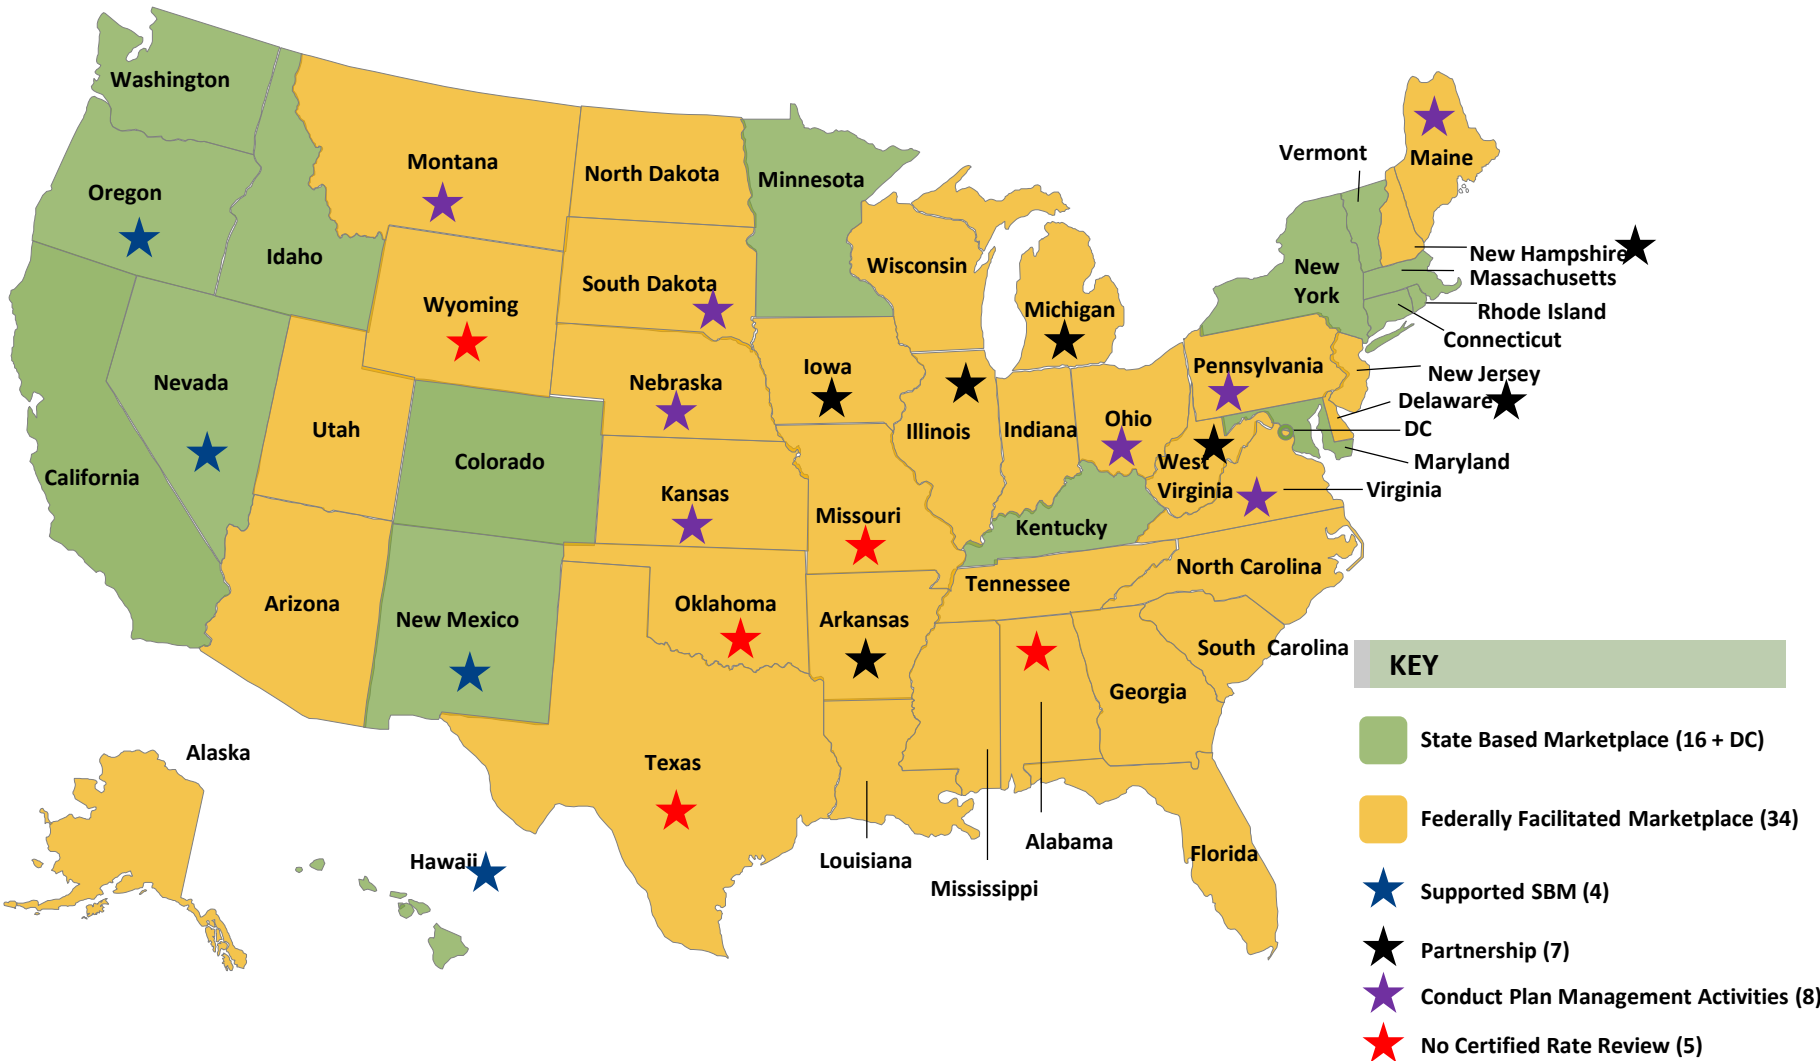 Washington
Montana
North Dakota
Minnesota
Vermont
Maine
Oregon
Idaho
South Dakota
Wisconsin
New
York
New Hampshire
Massachusetts
Wyoming
Michigan
Rhode Island
Connecticut
Nevada
Nebraska
Iowa
Pennsylvania
New Jersey
Delaware
Utah
Illinois
Indiana
Ohio
DC
California
Colorado
Kansas
West
Virginia
Maryland
Virginia
Missouri
Kentucky
North Carolina
Tennessee
Arizona
New Mexico
Oklahoma
Arkansas
South Carolina
Georgia
Alaska
Texas
Hawaii
Louisiana
Mississippi
Alabama
Florida
KEY
State Based Marketplace (16 + DC)
Federally Facilitated Marketplace (34)
Supported SBM (4)
Partnership (7)
Conduct Plan Management Activities (8)
No Certified Rate Review (5)